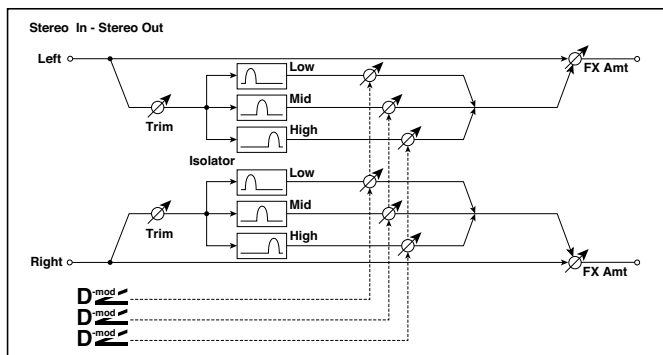 Stereo In - Stereo Out
Left
Low
FX Amt
Mid
Trim
High
Isolator
Low
Mid
Trim
High
Right
FX Amt
D-mod
D-mod
D-mod